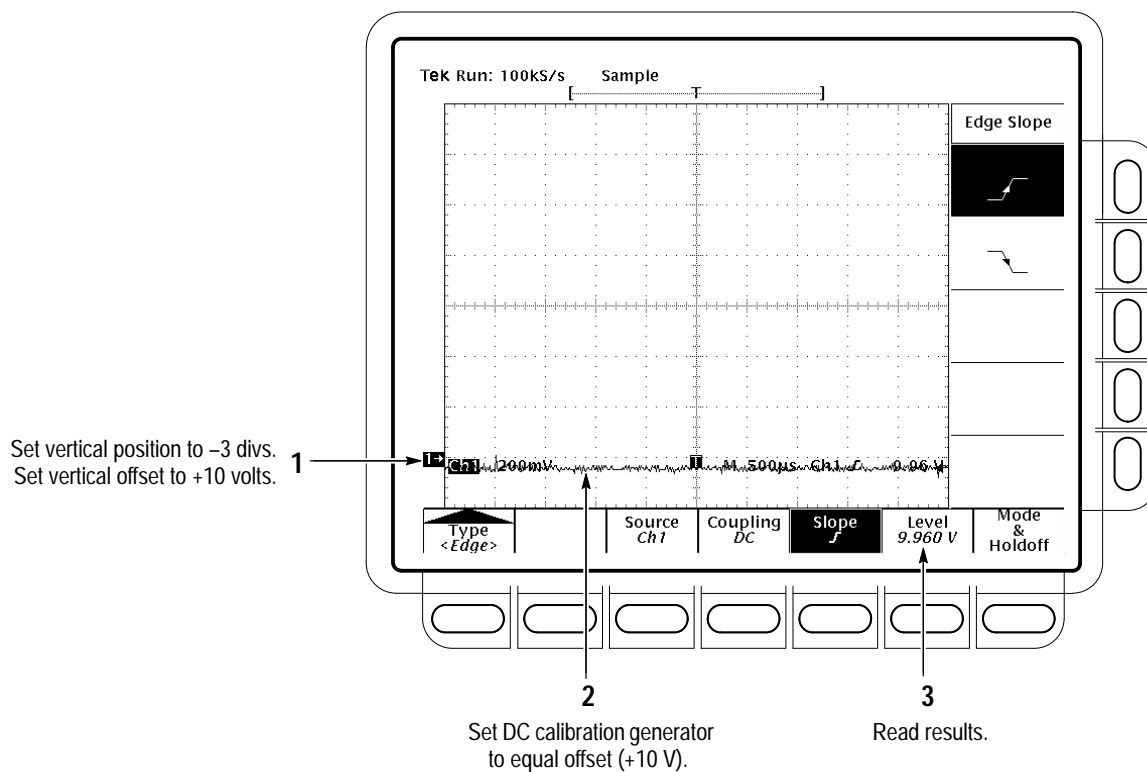 Tek Run: 100kS/s Sample
[ T ]
Edge Slope
Set vertical position to –3 divs.
Set vertical offset to +10 volts.
1
1→
Ch1 200mV T M 500µs Ch1 9.96 V
Type
<Edge>
Source
Ch1
Coupling
DC
Slope
Level
9.960 V
Mode
&
Holdoff
2
Set DC calibration generator
to equal offset (+10 V).
3
Read results.